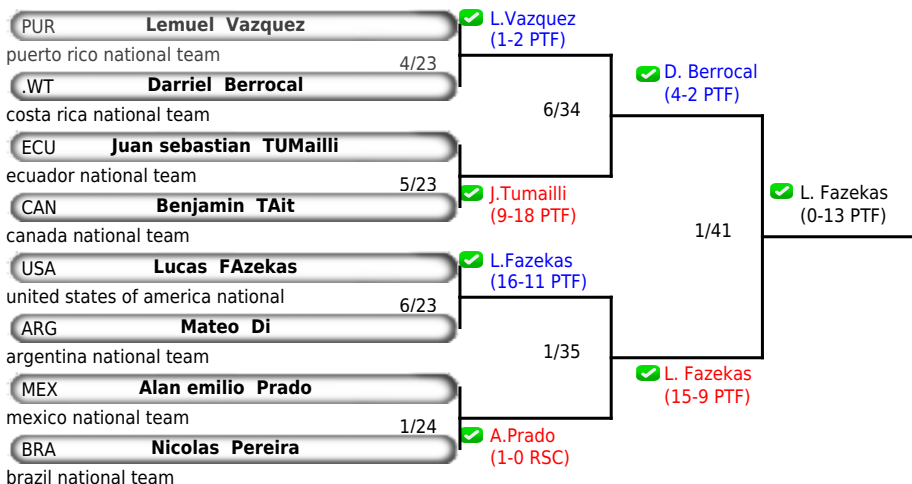 PUR Lemuel Vazquez
puerto rico national team
4/23
.WT Darriel Berrocal
costa rica national team
L.Vazquez
(1-2 PTF)
6/34
ECU Juan sebastian TUMailli
ecuador national team
5/23
CAN Benjamin TAit
canada national team
J.Tumailli
(9-18 PTF)
D. Berrocal
(4-2 PTF)
1/41
L. Fazekas
(0-13 PTF)
USA Lucas FAzekas
united states of america national
6/23
ARG Mateo Di
argentina national team
L.Fazekas
(16-11 PTF)
1/35
MEX Alan emilio Prado
mexico national team
1/24
BRA Nicolas Pereira
brazil national team
A.Prado
(1-0 RSC)
L. Fazekas
(15-9 PTF)